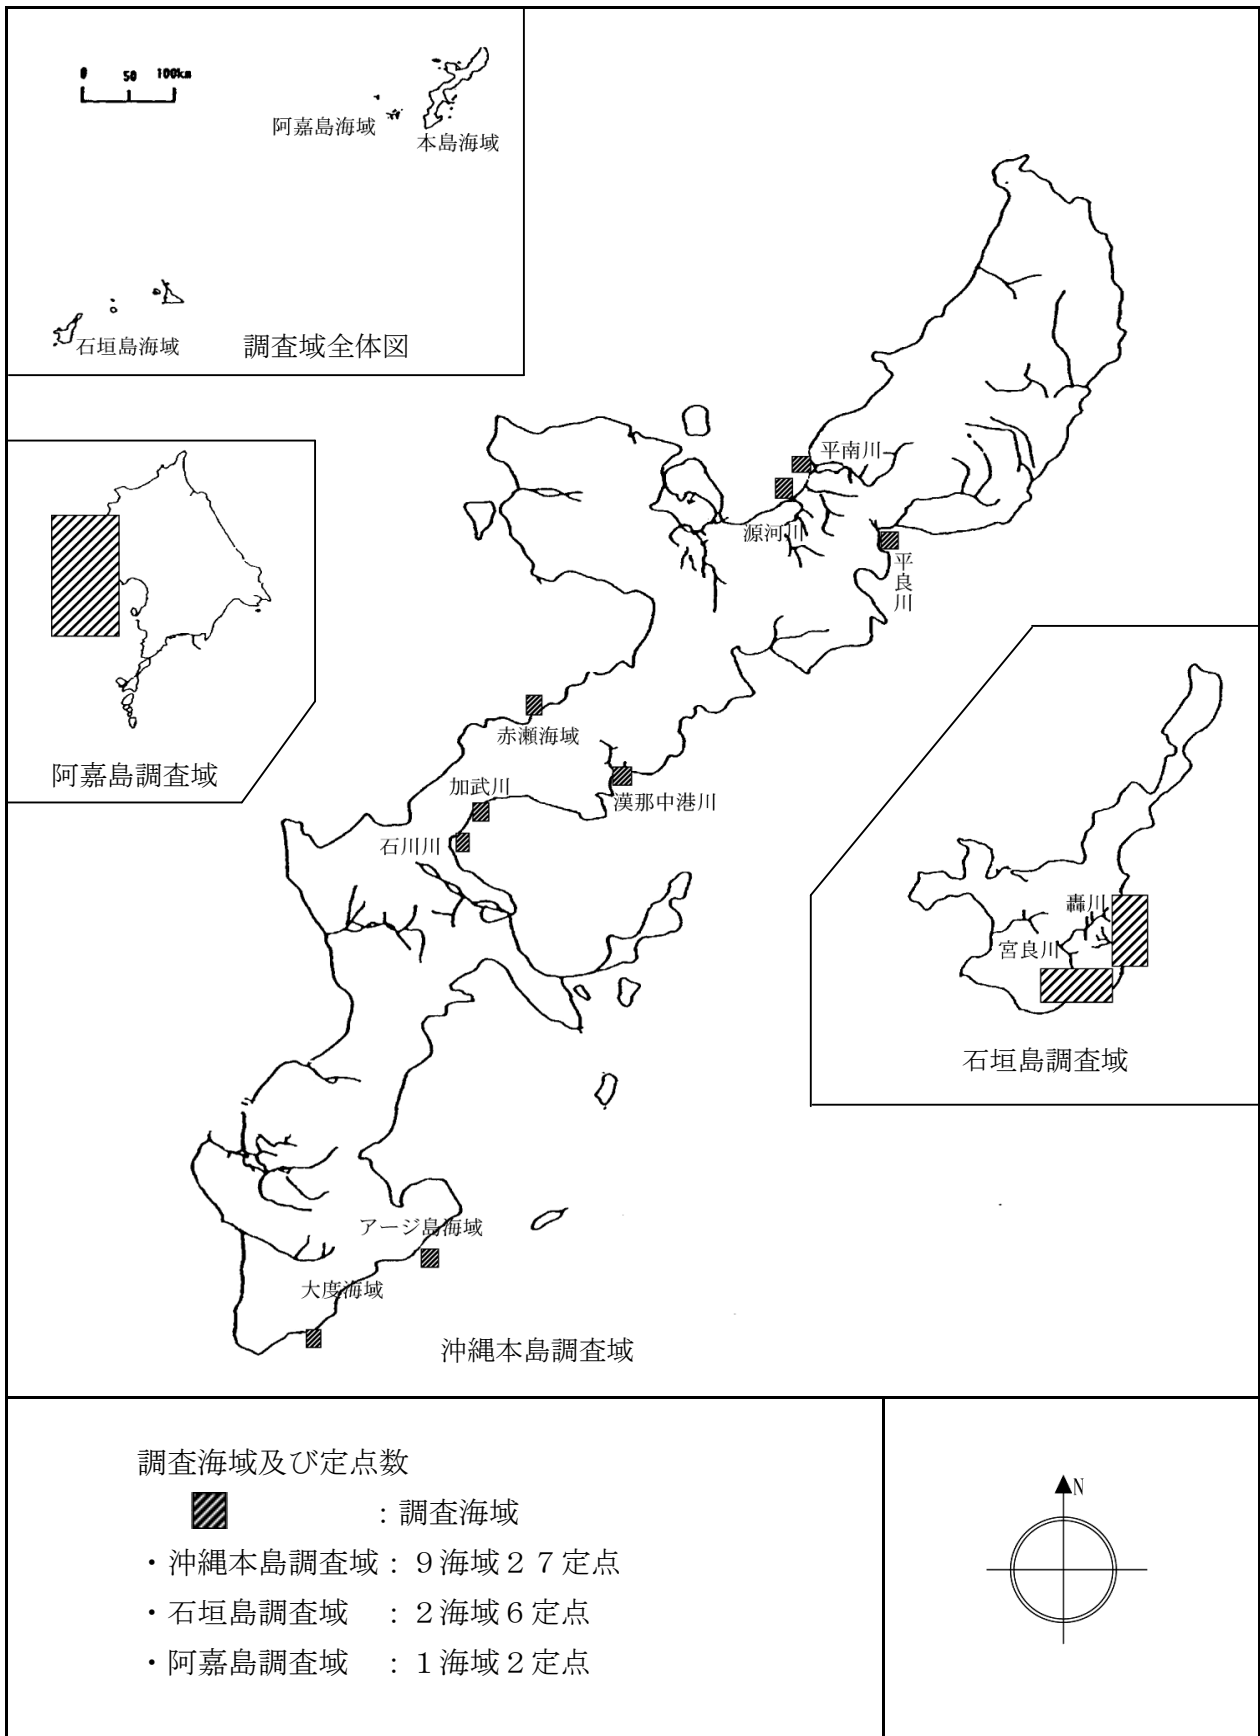 0 50 100km
阿嘉島海域
本島海域
石垣島海域
調査域全体図
平南川
源河川
平良川
阿嘉島調査域
赤瀬海域
加武川
漢那中港川
石川川
轟川
宮良川
石垣島調査域
アージ島海域
大度海域
沖縄本島調査域
調査海域及び定点数
：調査海域
・沖縄本島調査域：９海域２７定点
・石垣島調査域　：２海域６定点
・阿嘉島調査域　：１海域２定点
N